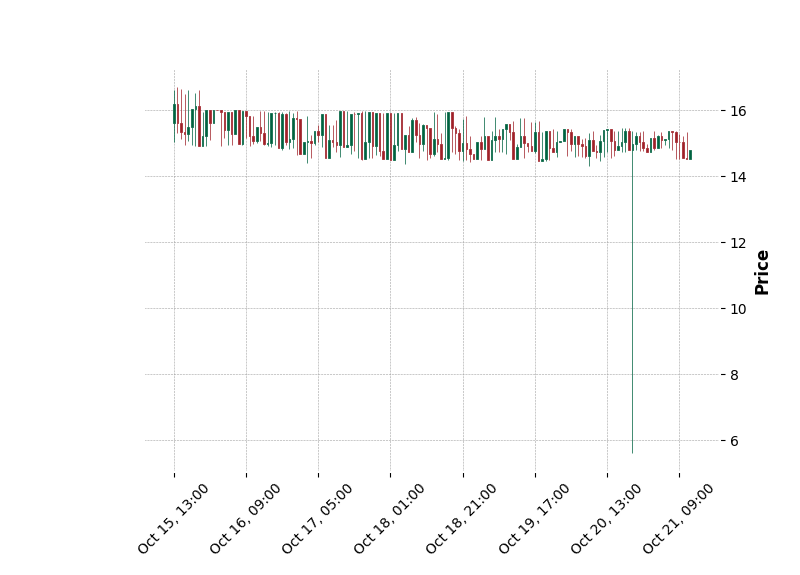 16
14
12
10
8
6
Price
Oct 15, 13:00
Oct 16, 09:00
Oct 17, 05:00
Oct 18, 01:00
Oct 18, 21:00
Oct 19, 17:00
Oct 20, 13:00
Oct 21, 09:00